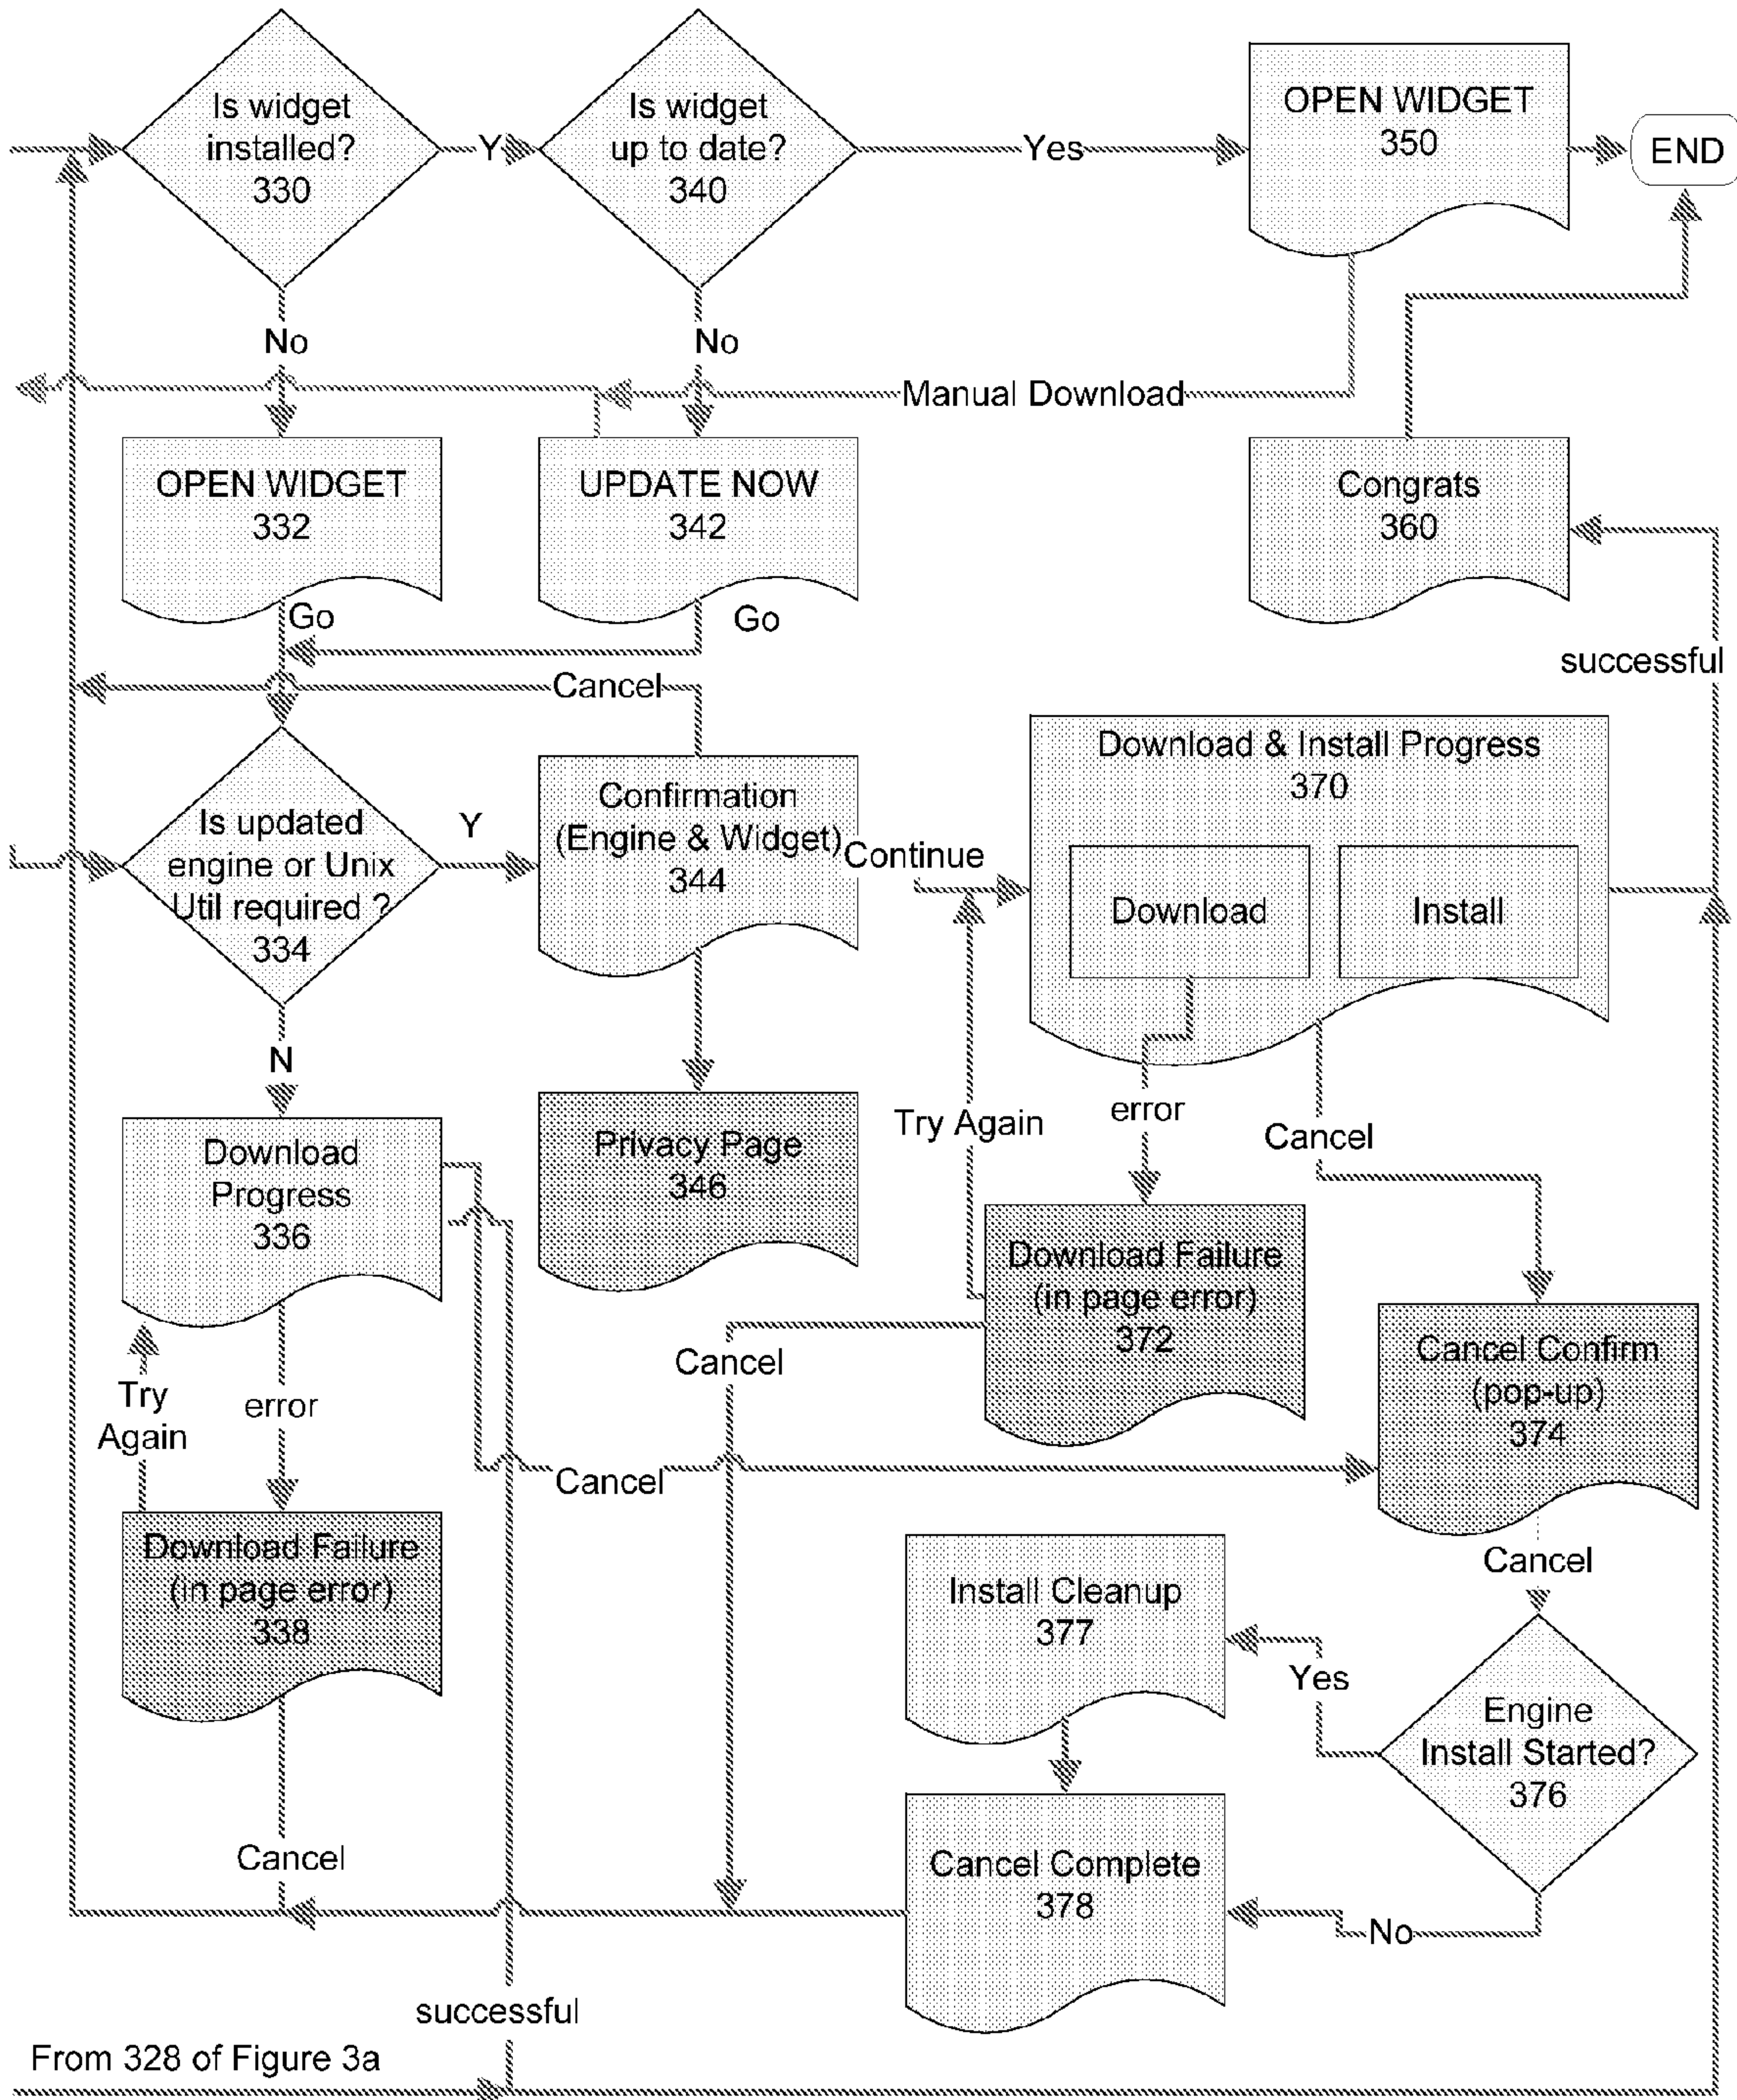 Is widget
installed?
330
Y
Is widget
up to date?
340
Yes
OPEN WIDGET
350
END
No
No
Manual Download
OPEN WIDGET
332
UPDATE NOW
342
Congrats
360
Go
Go
successful
Cancel
Is updated
engine or Unix
Util required ?
334
Y
Confirmation
(Engine & Widget)
344
Continue
Download & Install Progress
370
Download
Install
N
Download
Progress
336
Privacy Page
346
Try Again
error
Cancel
Download Failure
(in page error)
372
Cancel
Cancel Confirm
(pop-up)
374
Try
Again
error
Cancel
Cancel
Download Failure
(in page error)
338
Install Cleanup
377
Yes
Engine
Install Started?
376
Cancel
Cancel Complete
378
No
successful
From 328 of Figure 3a